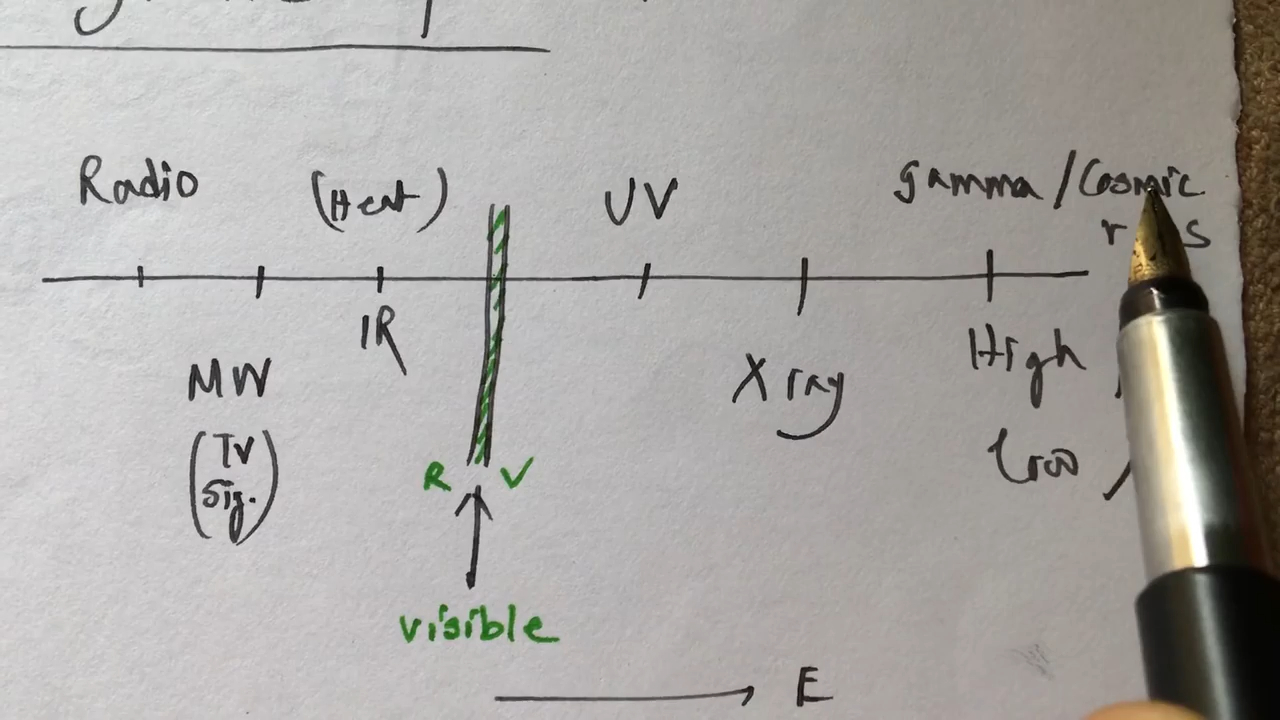 Radio (Heat) UV gamma/Cosmic
IR
MW X ray High
(TV
Sig.)
R V
visible
E